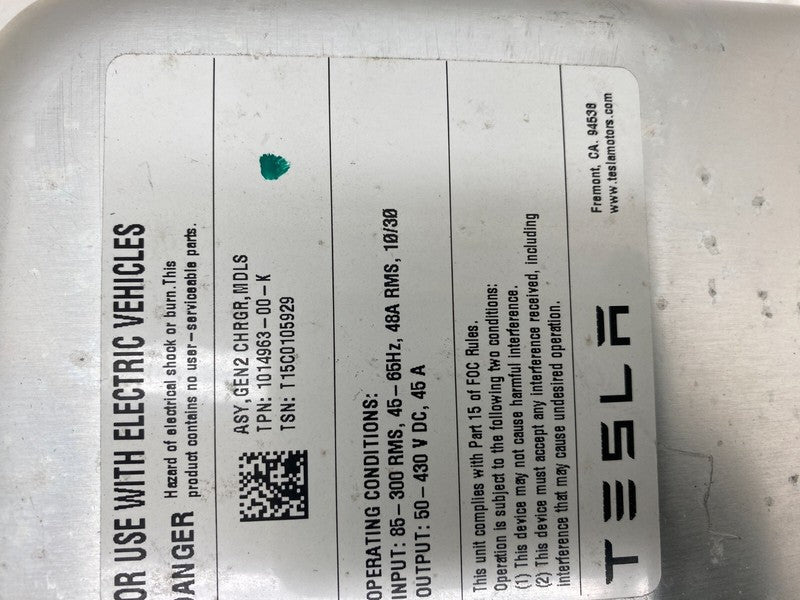 OR USE WITH ELECTRIC VEHICLES
DANGER
Hazard of electrical shock or burn.This
product contains no user-serviceable parts.
ASY,GEN2 CHRGR,MDLS
TPN: 1014963-00-K
TSN: T15C0105929
OPERATING CONDITIONS:
INPUT: 85-300 RMS, 45-65Hz, 48A RMS, 10/30
OUTPUT: 50-430 V DC, 45 A
This unit complies with Part 15 of FCC Rules.
Operation is subject to the following two conditions:
(1) This device may not cause harmful interference.
(2) This device must accept any interference received, including
interference that may cause undesired operation.
TESLA
Fremont, CA. 94538
www.teslamotors.com